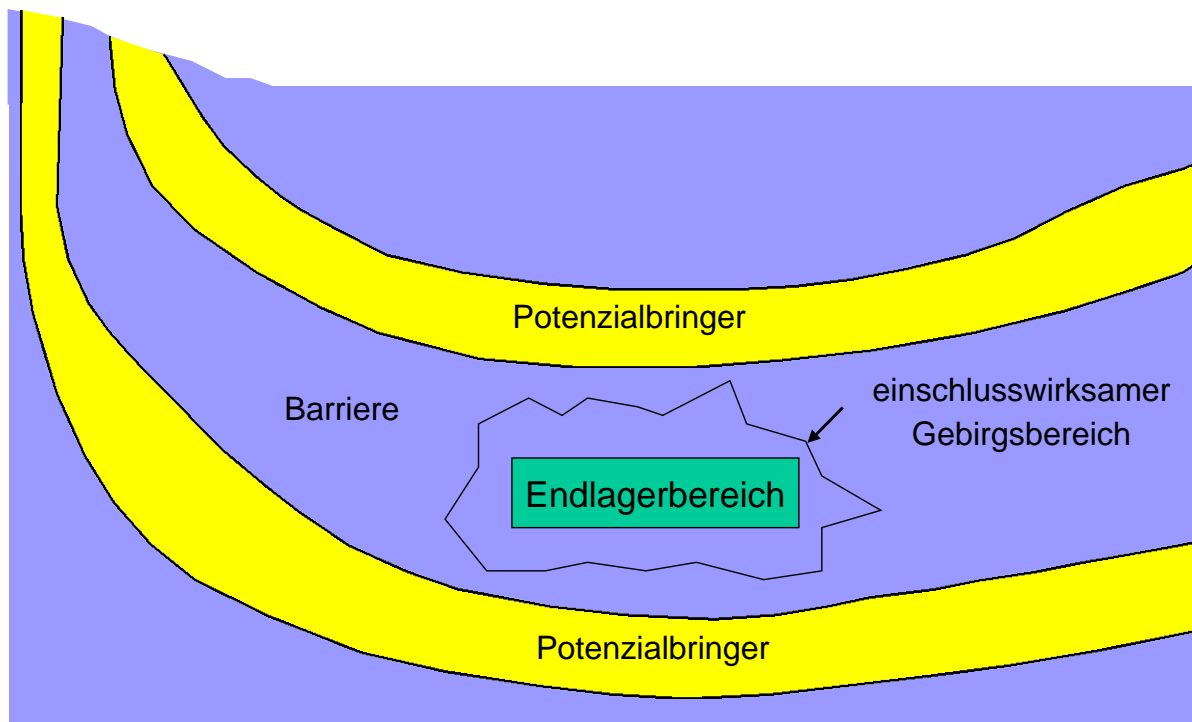 Potenzialbringer
Barriere
einschlusswirksamer
Gebirgsbereich
Endlagerbereich
Potenzialbringer